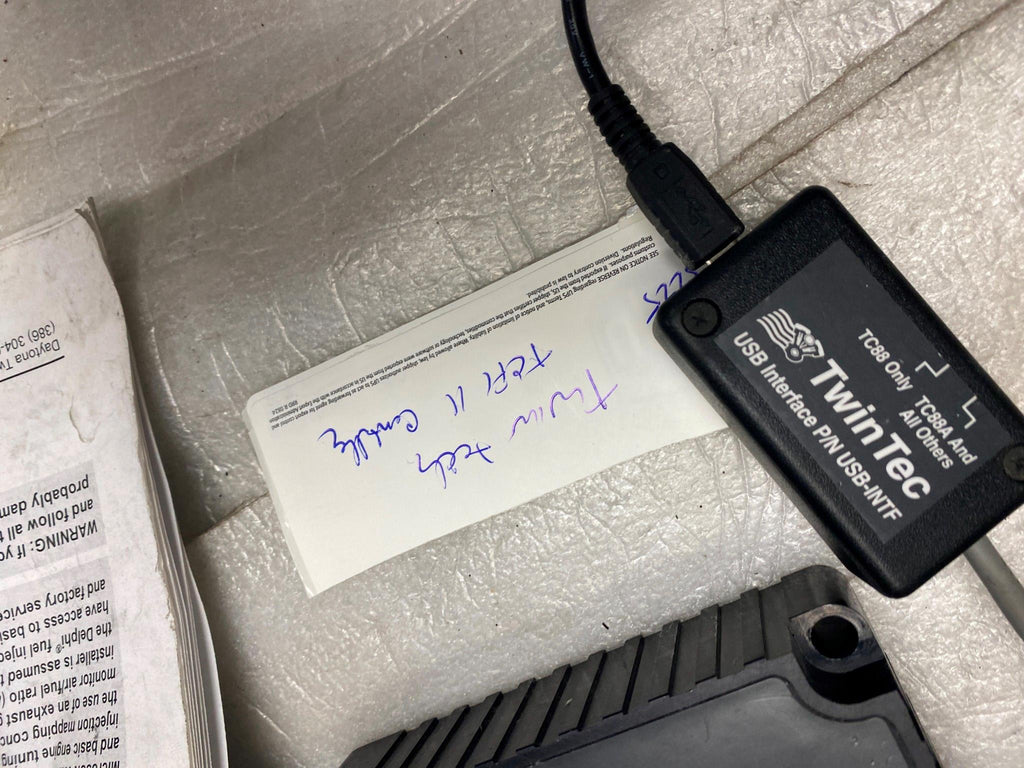 Daytona Tw
(386) 304-
WARNING: If yo
and follow all t
probably dam
Microsoft
and basic engine tuning
injection mapping conc
the use of an exhaust g
monitor air/fuel ratio (
installer is assumed t
the Delphi® fuel injec
have access to basi
and factory service
SEE NOTICE ON REVERSE regarding UPS Terms, and notice of limitation of liability. Where allowed by law, shipper authorizes UPS to act as forwarding agent for export control and
customs purposes. If exported from the US, shipper certifies that the commodities, technology or software were exported from the US in accordance with the Export Administration
Regulations. Diversion contrary to law is prohibited.
RRD R 0824
Twin tech
TCFI II
TC88 Only
TC88A And
All Others
TwinTec
USB Interface P/N USB-INTF